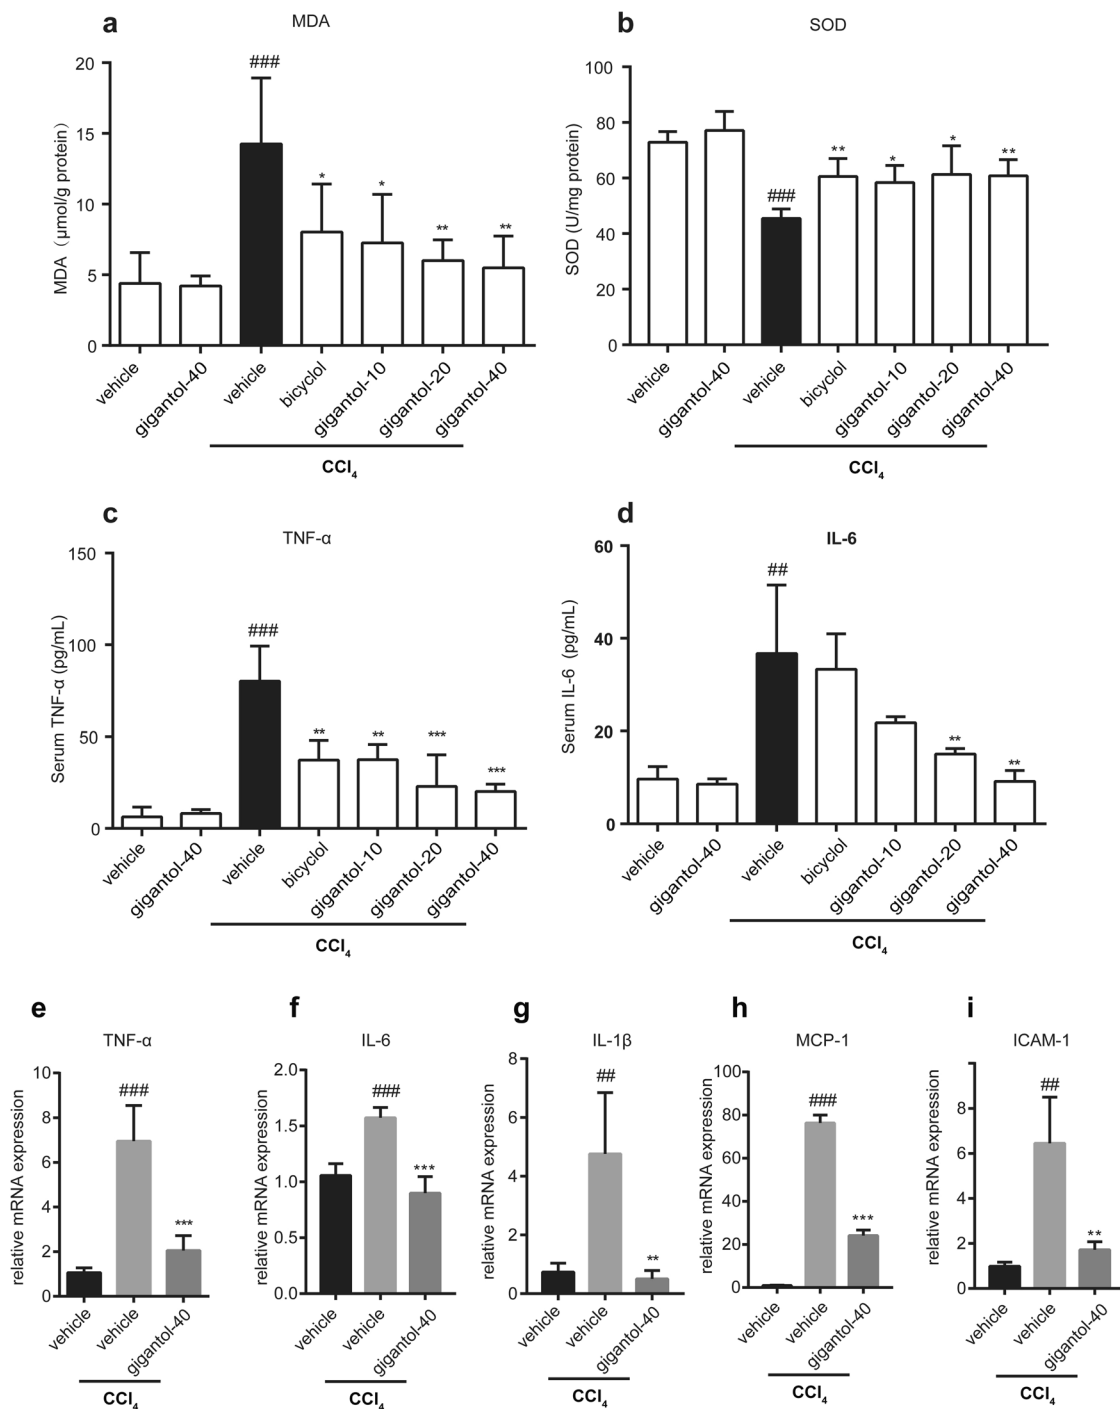 a
MDA
MDA (μmol/g protein)
20
15
10
5
0
###
*
*
**
**
vehicle
gigantol-40
vehicle
bicyclol
gigantol-10
gigantol-20
gigantol-40
CCl4
b
SOD
SOD (U/mg protein)
100
80
60
40
20
0
###
**
*
*
**
vehicle
gigantol-40
vehicle
bicyclol
gigantol-10
gigantol-20
gigantol-40
CCl4
c
TNF-α
Serum TNF-α (pg/mL)
150
100
50
0
###
**
**
***
***
vehicle
gigantol-40
vehicle
bicyclol
gigantol-10
gigantol-20
gigantol-40
CCl4
d
IL-6
Serum IL-6 (pg/mL)
60
40
20
0
##
**
**
vehicle
gigantol-40
vehicle
bicyclol
gigantol-10
gigantol-20
gigantol-40
CCl4
e
TNF-α
relative mRNA expression
10
8
6
4
2
0
###
***
vehicle
vehicle
gigantol-40
CCl4
f
IL-6
relative mRNA expression
2.0
1.5
1.0
0.5
0.0
###
***
vehicle
vehicle
gigantol-40
CCl4
g
IL-1β
relative mRNA expression
8
6
4
2
0
##
**
vehicle
vehicle
gigantol-40
CCl4
h
MCP-1
relative mRNA expression
100
80
60
40
20
0
###
***
vehicle
vehicle
gigantol-40
CCl4
i
ICAM-1
relative mRNA expression
8
6
4
2
0
##
**
vehicle
vehicle
gigantol-40
CCl4